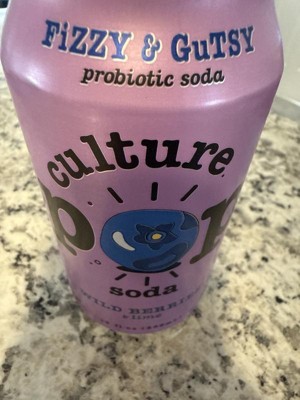 FiZZY & GuTSY
probiotic soda
culture
pop
soda
WILD BERRIES
& lime